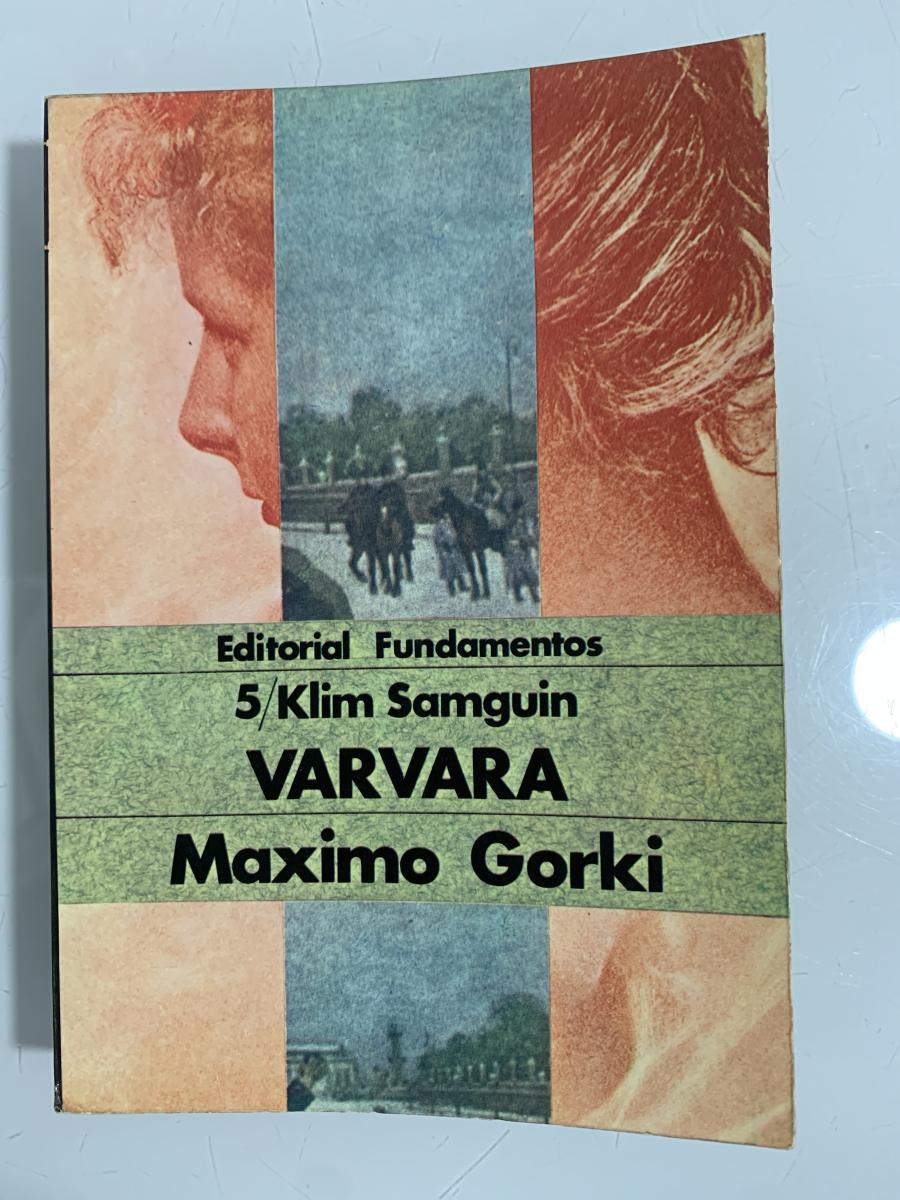 Editorial Fundamentos
5/Klim Samguin
VARVARA
Maximo Gorki